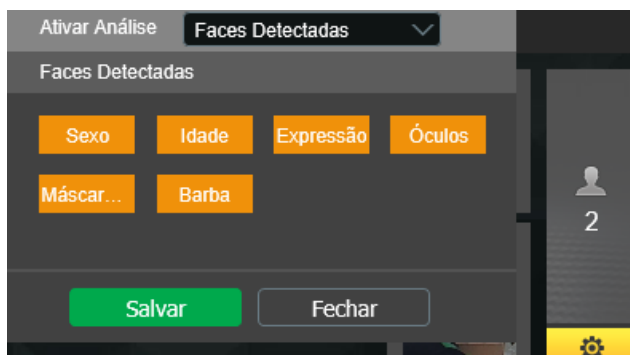 Ativar Análise Faces Detectadas
Faces Detectadas
Sexo Idade Expressão Óculos
Máscar... Barba
2
Salvar Fechar